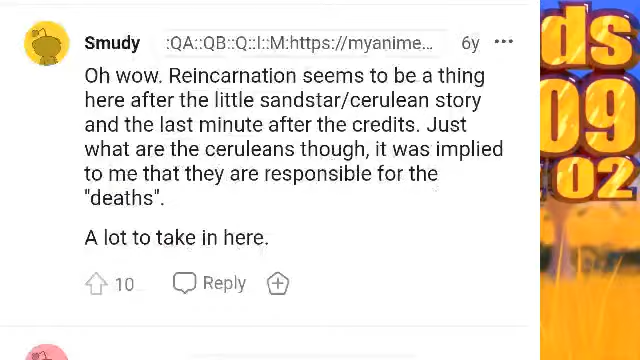 Smudy :QA::QB::Q::I::M:https://myanime... 6y
Oh wow. Reincarnation seems to be a thing
here after the little sandstar/cerulean story
and the last minute after the credits. Just
what are the ceruleans though, it was implied
to me that they are responsible for the
"deaths".
A lot to take in here.
10 Reply
ds
09
02